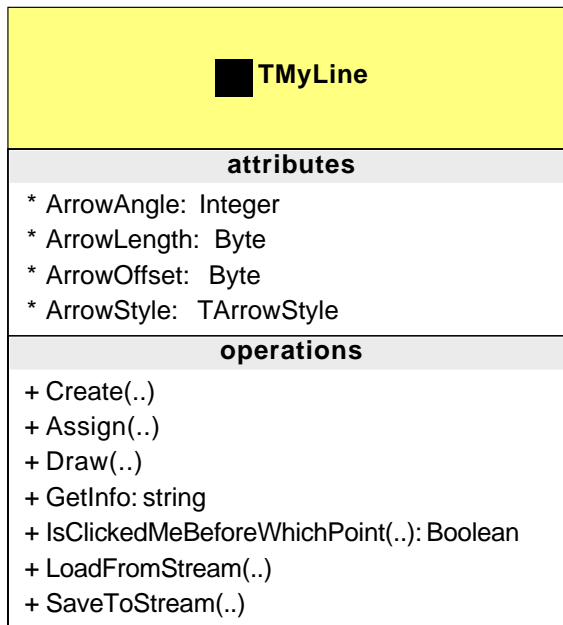 TMyLine
attributes
* ArrowAngle: Integer
* ArrowLength: Byte
* ArrowOffset: Byte
* ArrowStyle: TArrowStyle
operations
+ Create(..)
+ Assign(..)
+ Draw(..)
+ GetInfo: string
+ IsClickedMeBeforeWhichPoint(..): Boolean
+ LoadFromStream(..)
+ SaveToStream(..)